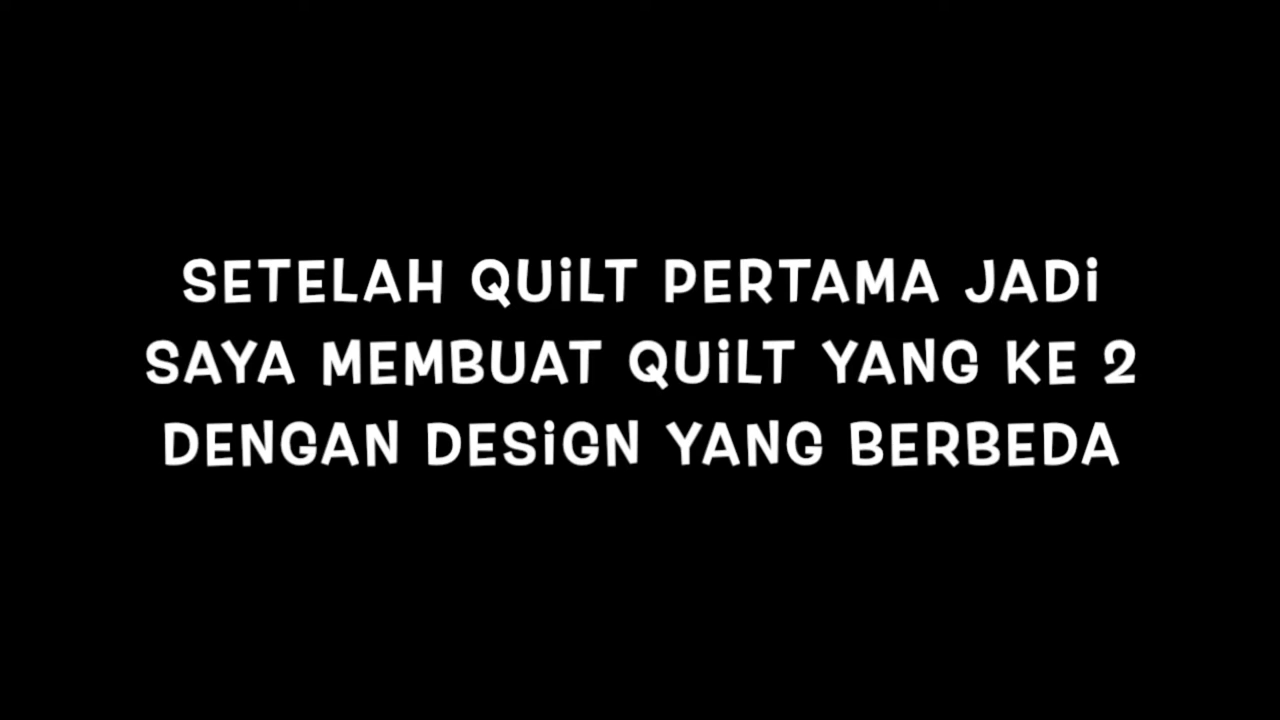 SETELAH QUiLT PERTAMA JADi
SAYA MEMBUAT QUiLT YANG KE 2
DENGAN DESiGN YANG BERBEDA